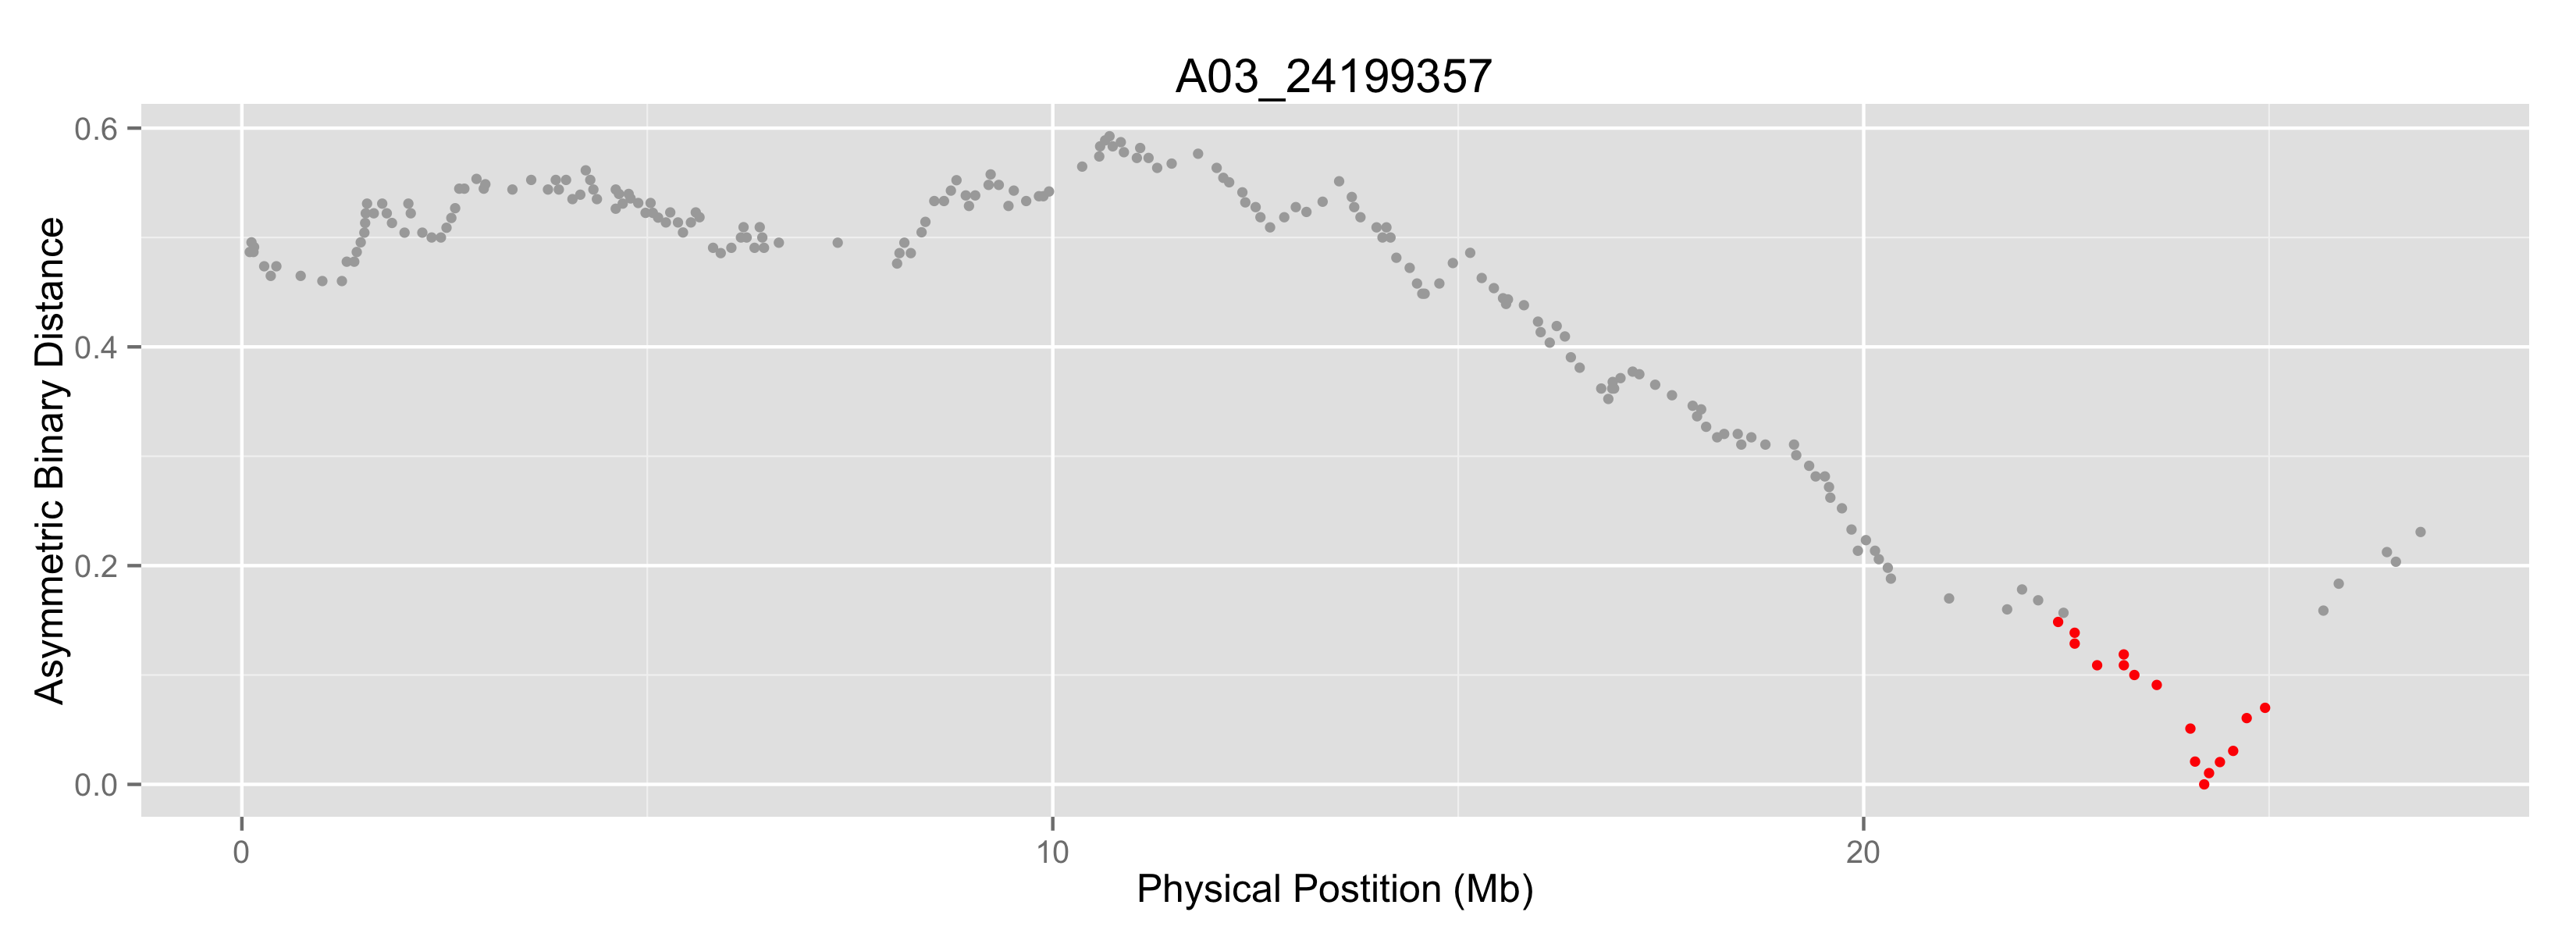 A03_24199357
Asymmetric Binary Distance
0.6
0.4
0.2
0.0
0 10 20
Physical Postition (Mb)